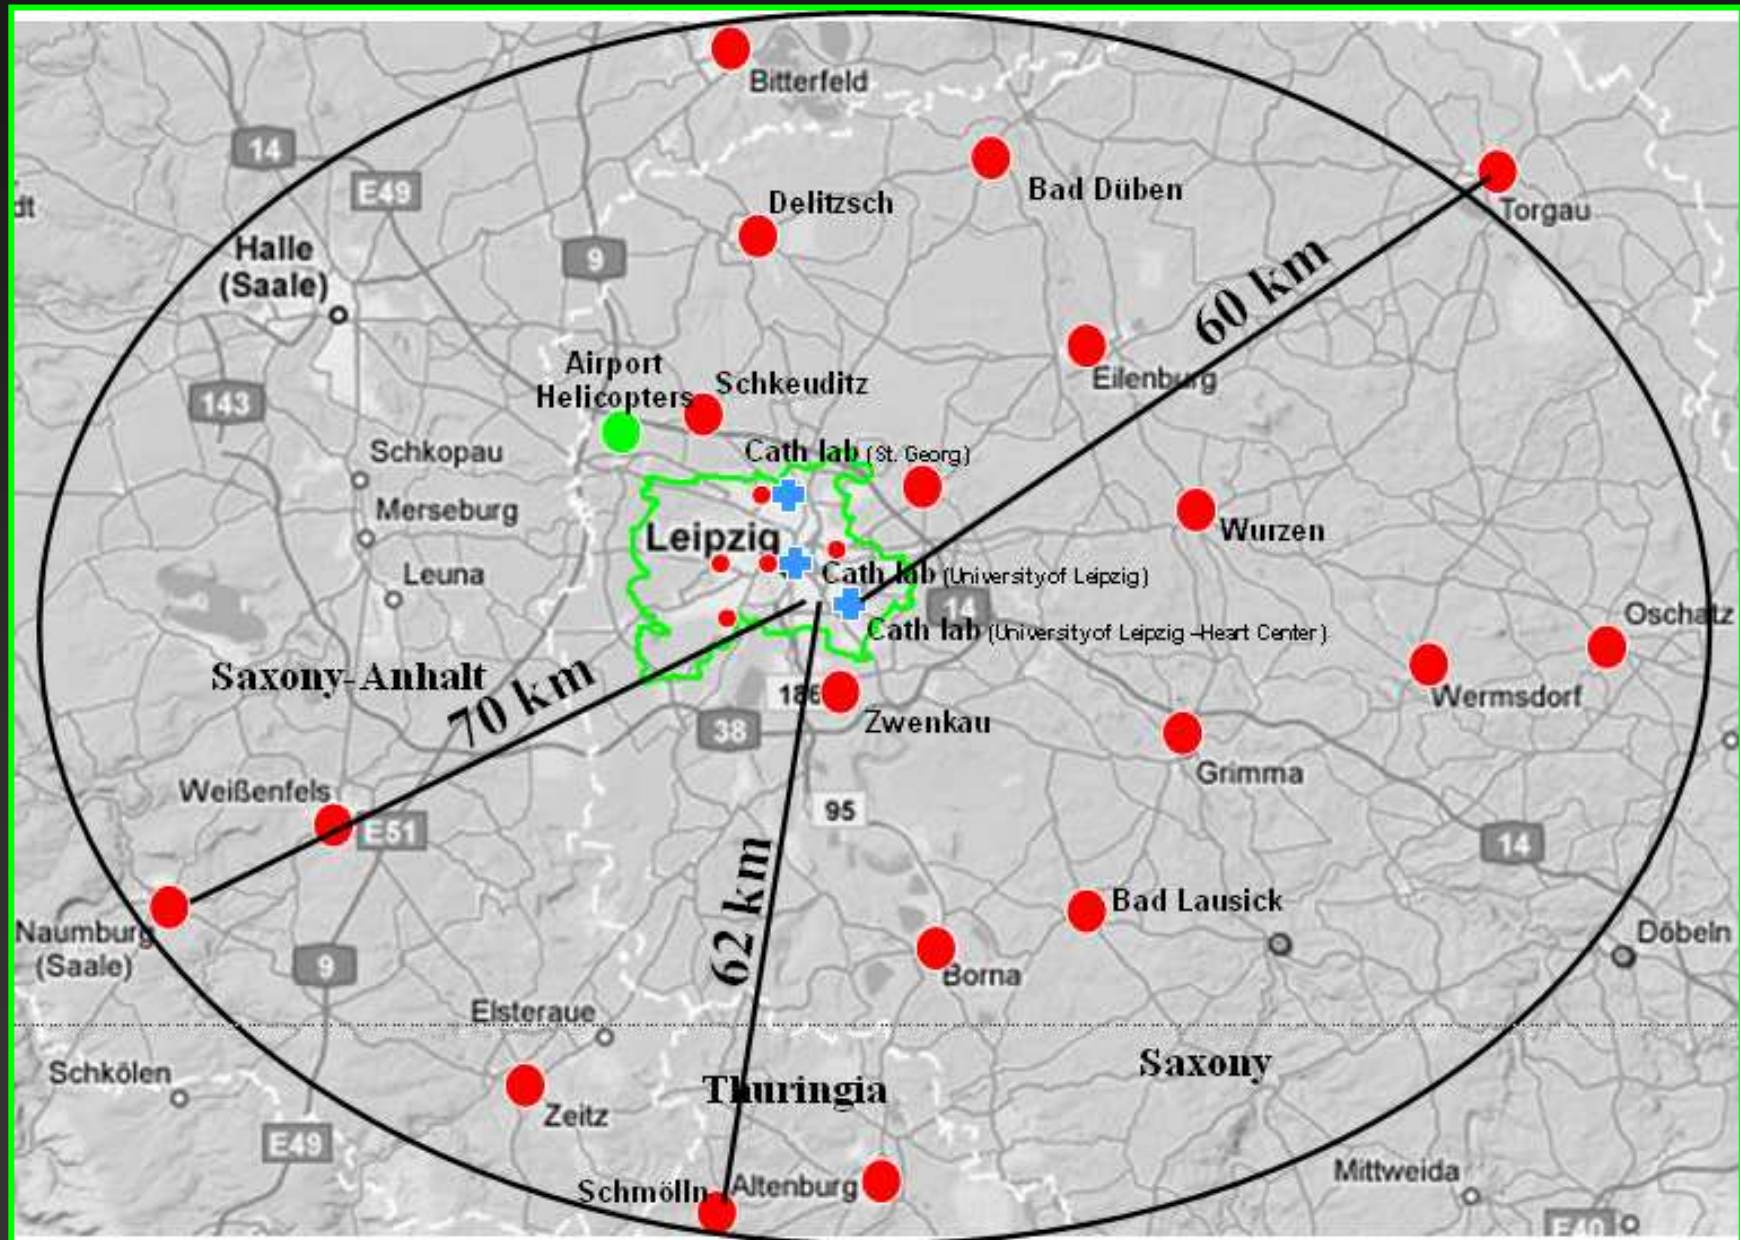 Bitterfeld
14
E49
Bad Düben
Delitzsch
dt
Torgau
Halle
(Saale)
9
60 km
Airport
Helicopters
Schkeuditz
Eilenburg
143
Schkopau
Cath lab (St. Georg)
Merseburg
Leipzig
Wurzen
Leuna
Cath lab (University of Leipzig)
14
Oschatz
Cath lab (University of Leipzig –Heart Center)
Saxony-Anhalt
70 km
186
Wermsdorf
38
Zwenkau
Grimma
Weißenfels
E51
95
14
62 km
Bad Lausick
Naumburg
(Saale)
9
Döbeln
Borna
Elsteraue
Saxony
Schkölen
Thuringia
Zeitz
E49
Mittweida
Schmölln
Altenburg
E40